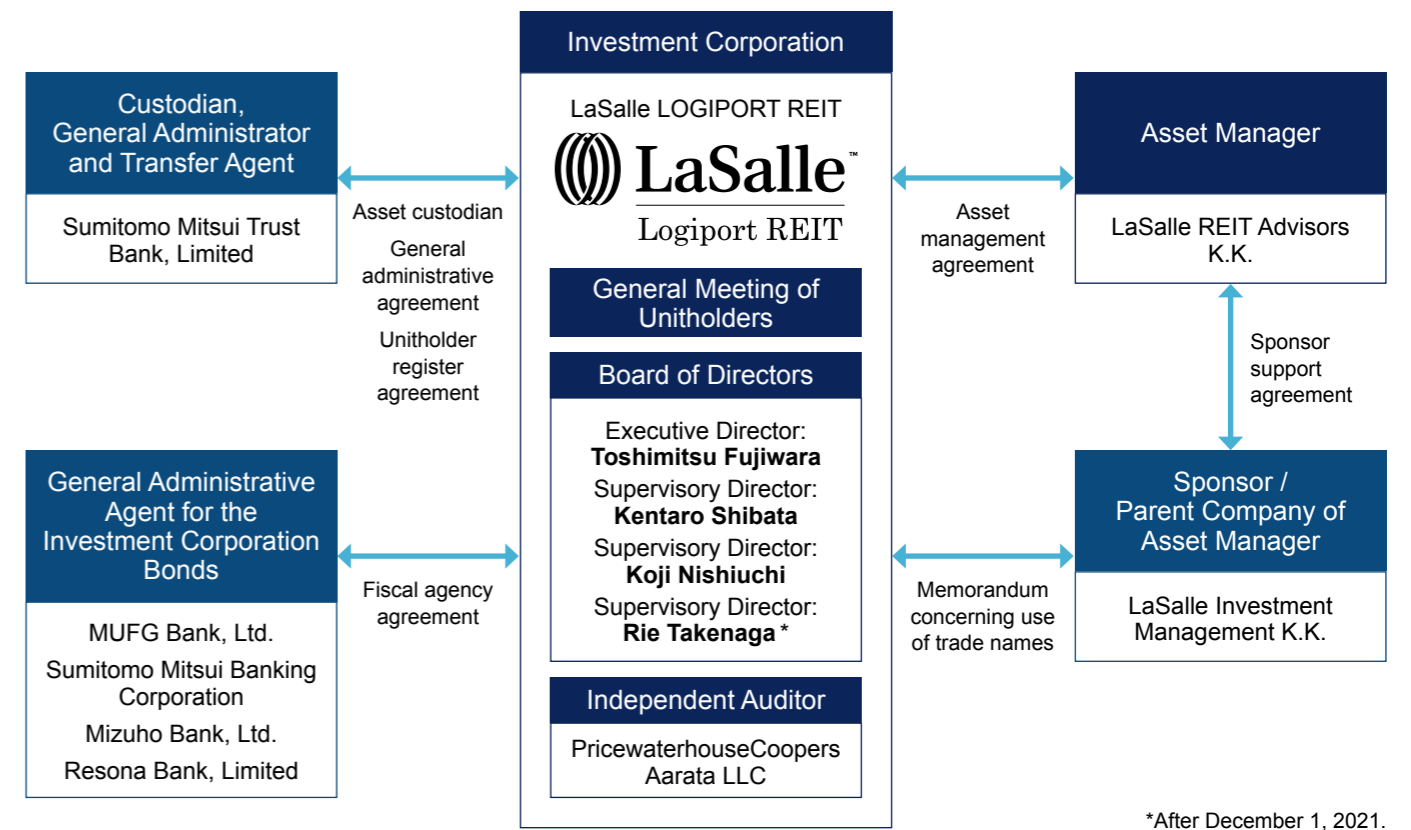 Custodian,
General Administrator
and Transfer Agent
Sumitomo Mitsui Trust
Bank, Limited
Asset custodian
General
administrative
agreement
Unitholder
register
agreement
General Administrative
Agent for the
Investment Corporation
Bonds
MUFG Bank, Ltd.
Sumitomo Mitsui Banking
Corporation
Mizuho Bank, Ltd.
Resona Bank, Limited
Fiscal agency
agreement
Investment Corporation
LaSalle LOGIPORT REIT
LaSalle™
Logiport REIT
General Meeting of
Unitholders
Board of Directors
Executive Director:
Toshimitsu Fujiwara
Supervisory Director:
Kentaro Shibata
Supervisory Director:
Koji Nishiuchi
Supervisory Director:
Rie Takenaga *
Independent Auditor
PricewaterhouseCoopers
Aarata LLC
Asset
management
agreement
Asset Manager
LaSalle REIT Advisors
K.K.
Sponsor
support
agreement
Memorandum
concerning use
of trade names
Sponsor /
Parent Company of
Asset Manager
LaSalle Investment
Management K.K.
*After December 1, 2021.